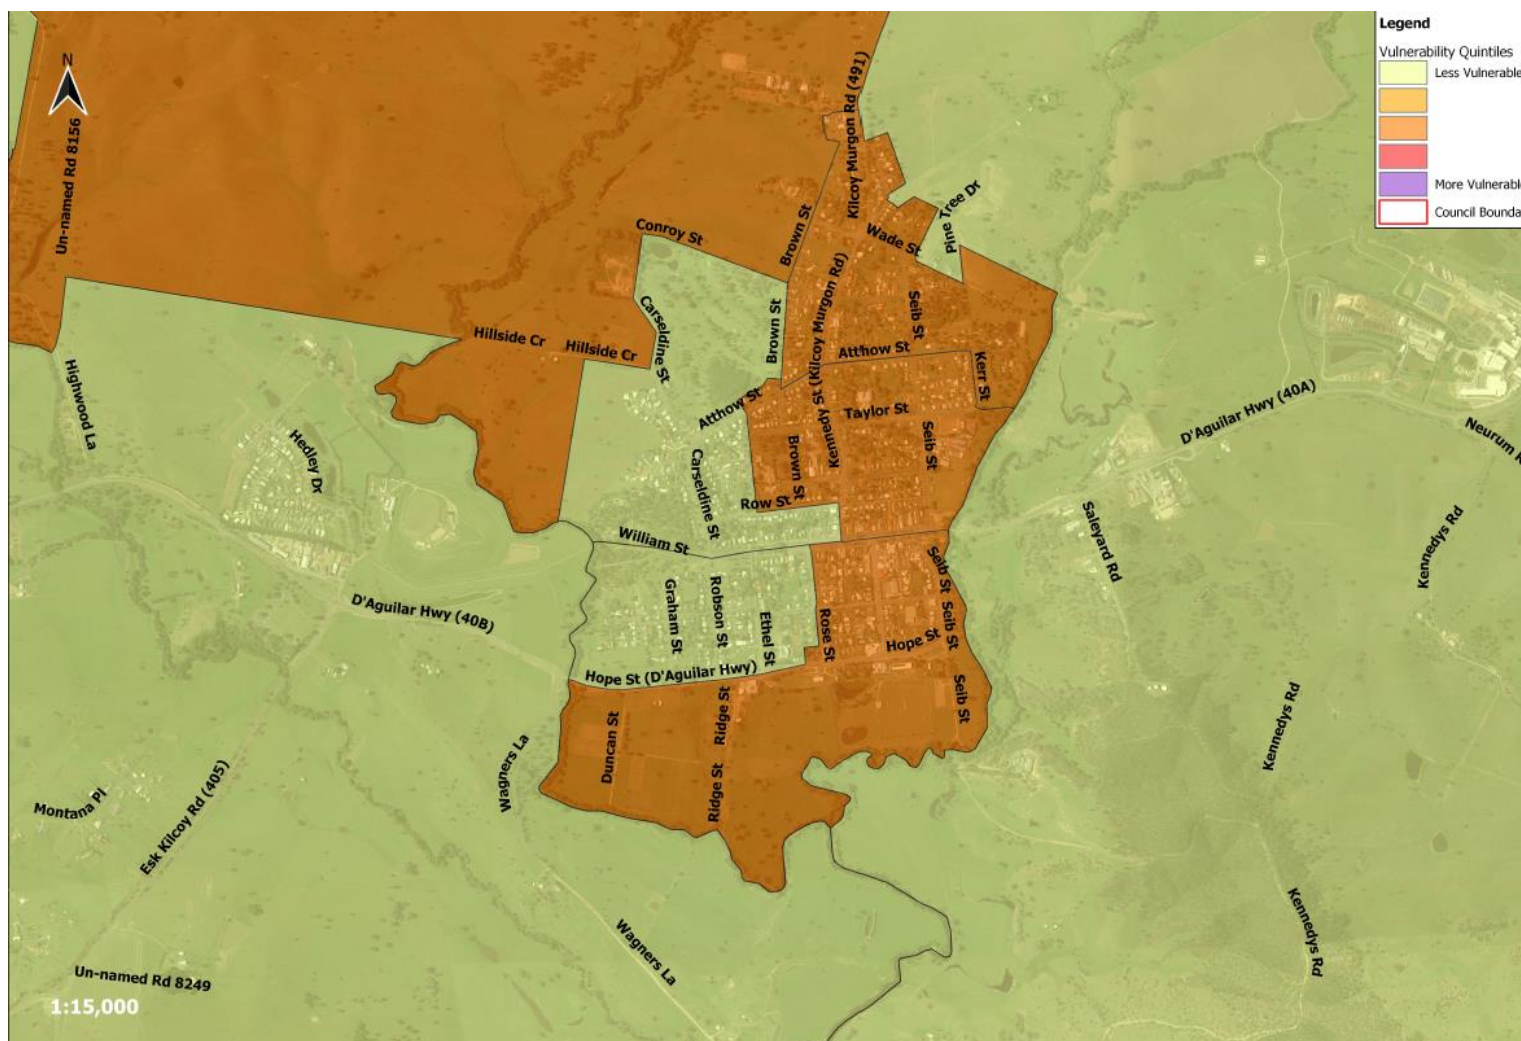 Legend
Vulnerability Quintiles
Less Vulnerable
More Vulnerable
Council Bounda
N
Un-named Rd 8156
Kilcoy Murgon Rd (491)
Pine Tree Dr
Conroy St
Brown St
Wade St
Kennedy St (Kilcoy Murgon Rd)
Carseldine St
Brown St
Seib St
Hillside Cr
Hillside Cr
Atthow St
Kerr St
Highwood La
Atthow St
Taylor St
D'Aguilar Hwy (40A)
Neurum R
Hedley Dr
Carseldine St
Brown St
Seib St
Row St
William St
Saleyard Rd
Kennedys Rd
D'Aguilar Hwy (40B)
Graham St
Robson St
Ethel St
Rose St
Seib St
Seib St
Hope St
Hope St (D'Aguilar Hwy)
Seib St
Ridge St
Duncan St
Kennedys Rd
Wagners La
Ridge St
Montana Pl
Esk Kilcoy Rd (405)
Wagners La
Kennedys Rd
Un-named Rd 8249
1:15,000